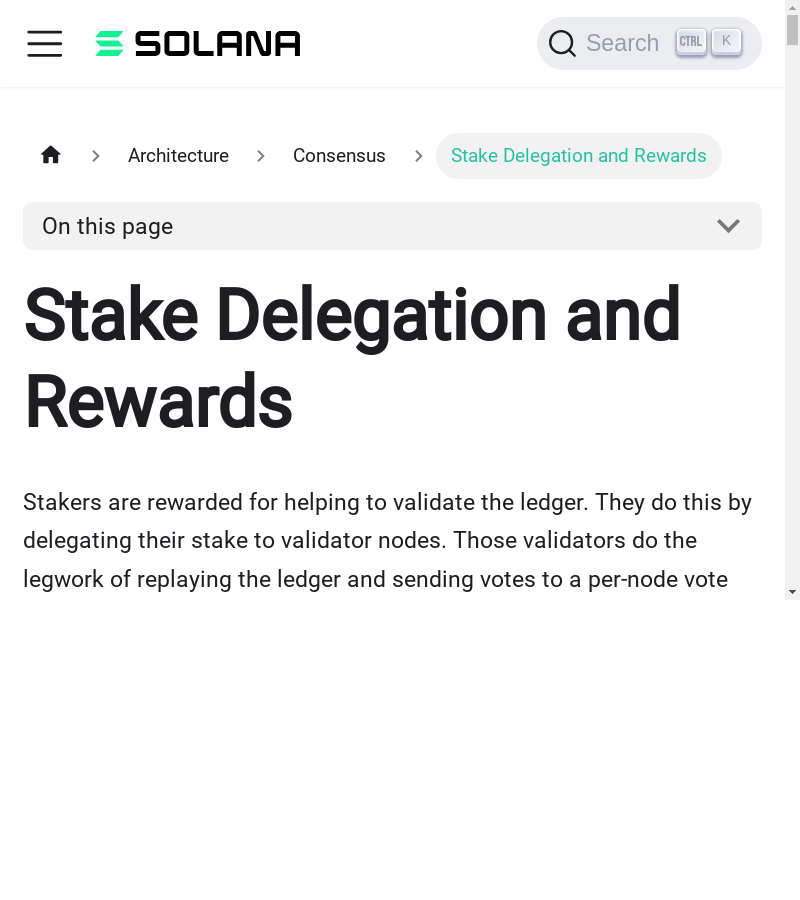 SOLANA
Search CTRL K
Architecture Consensus Stake Delegation and Rewards
On this page
Stake Delegation and
Rewards
Stakers are rewarded for helping to validate the ledger. They do this by
delegating their stake to validator nodes. Those validators do the
legwork of replaying the ledger and sending votes to a per-node vote